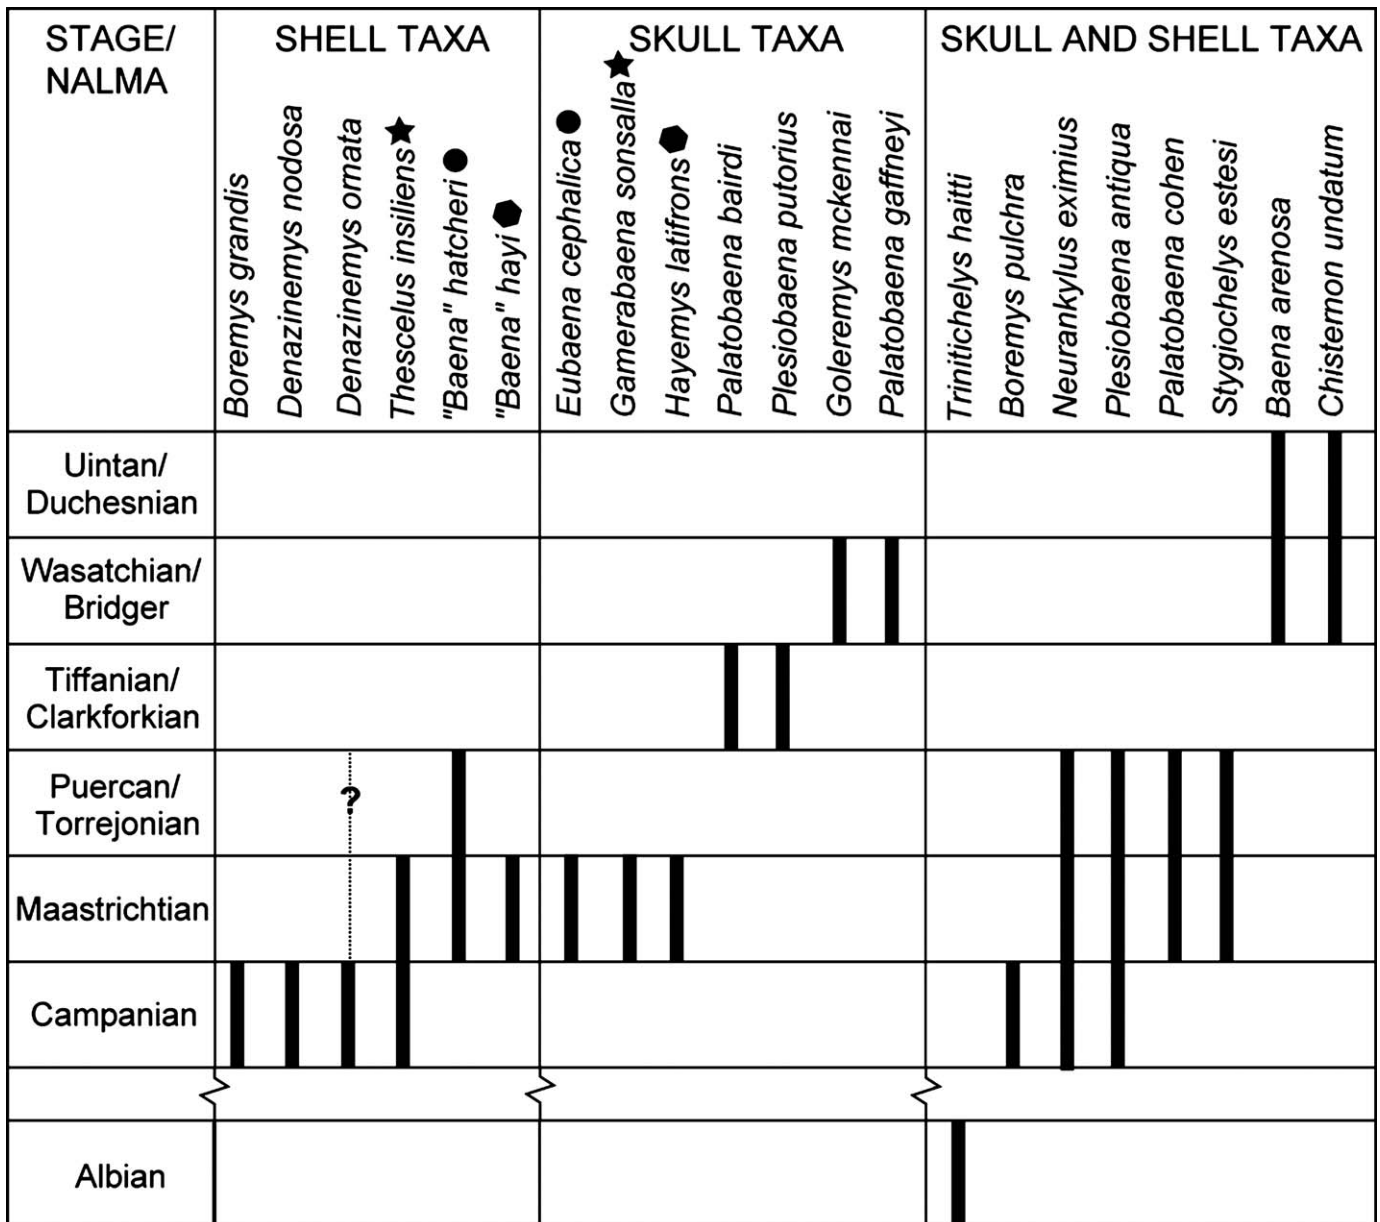 STAGE/
NALMA
SHELL TAXA
SKULL TAXA
SKULL AND SHELL TAXA
Boremys grandis
Denazinemys nodosa
Denazinemys ornata
Thescelus insiliens
"Baena" hatcheri
"Baena" hayi
Eubaena cephalica
Gamerabaena sonsalla
Hayemys latifrons
Palatobaena bairdi
Plesiobaena putorius
Goleremys mckennai
Palatobaena gaffneyi
Trinitichelys haitti
Boremys pulchra
Neurankylus eximius
Plesiobaena antiqua
Palatobaena cohen
Stygiochelys estesi
Baena arenosa
Chisternon undatum
Uintan/
Duchesnian
Wasatchian/
Bridger
Tiffanian/
Clarkforkian
Puercan/
Torrejonian
?
Maastrichtian
Campanian
Albian